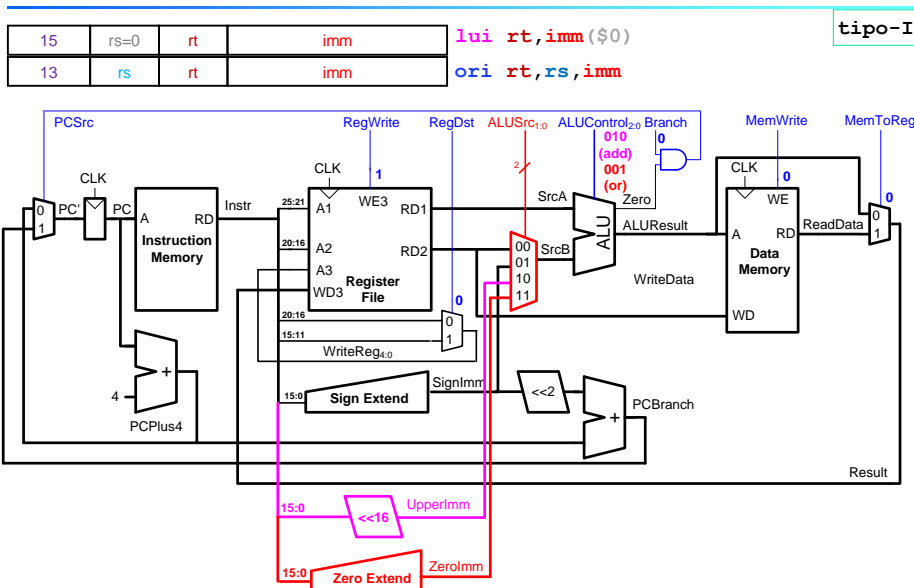 15 rs=0 rt imm lui rt,imm($0) tipo-I
13 rs rt imm ori rt,rs,imm
PCSrc RegWrite RegDst ALUSrc1:0 ALUControl2:0 Branch MemWrite MemToReg
010 0
(add)
001
(or)
2
1
0
0
CLK CLK CLK
0 1 PC' PC A RD Instr
Instruction
Memory
25:21 A1 WE3 RD1 SrcA Zero
20:16 A2 RD2 SrcB ALU ALUResult
A3
WD3
Register
File
00
01
10
11
WE
A RD ReadData
Data
Memory
WD
WriteData
0
1
0
20:16 0
15:11 1
WriteReg4:0
4 + PCPlus4
15:0 Sign Extend SignImm <<2 + PCBranch
Result
15:0 <<16 UpperImm
15:0 Zero Extend ZeroImm